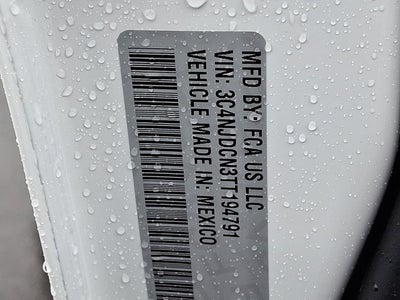 MFD BY: FCA US LLC
VIN: 3C4NJDCN3TT194791
VEHICLE MADE IN: MEXICO